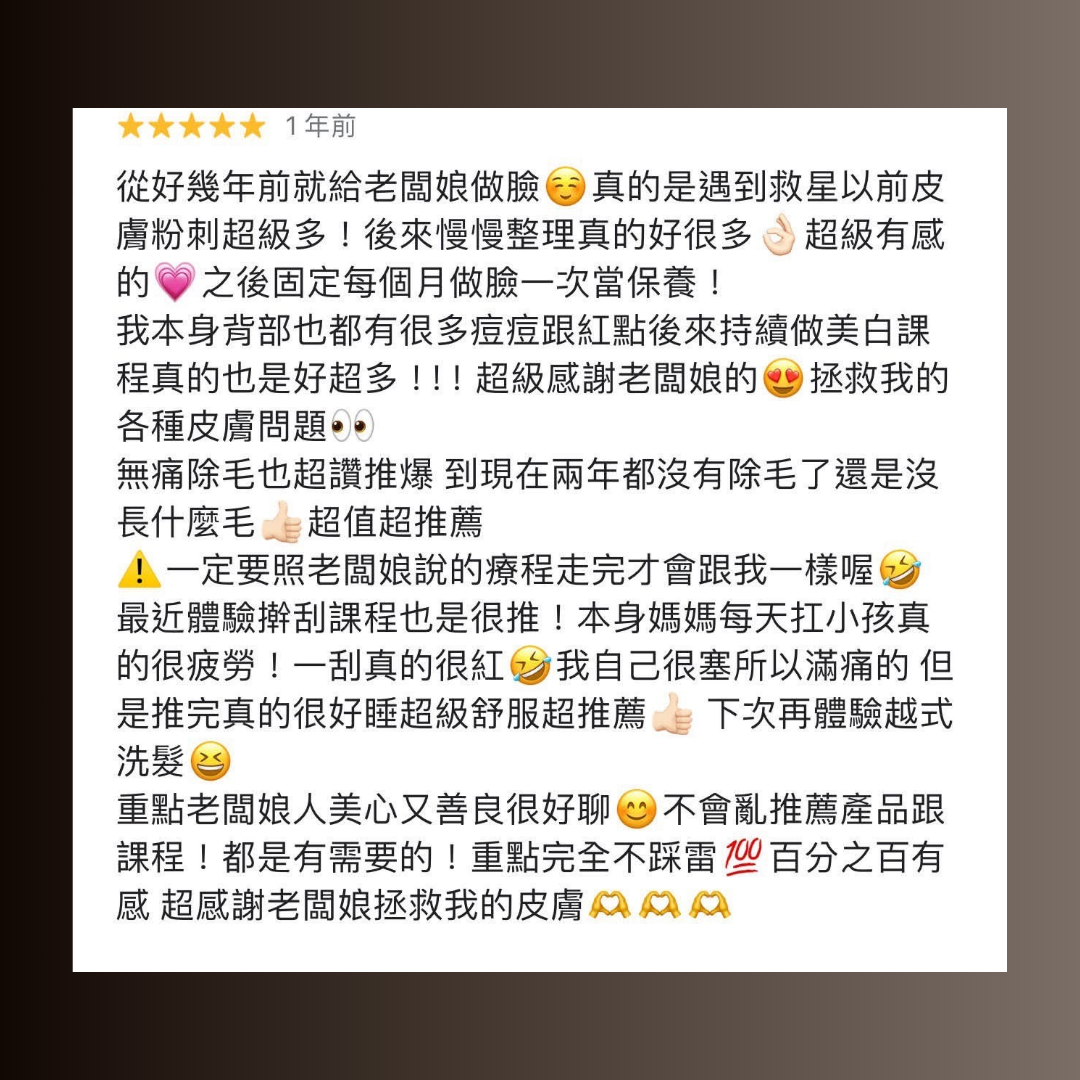 ★★★★★ 1 年前
從好幾年前就給老闆娘做臉☺️真的是遇到救星以前皮
膚粉刺超級多！後來慢慢整理真的好很多👌🏻超級有感
的💗之後固定每個月做臉一次當保養！
我本身背部也都有很多痘痘跟紅點後來持續做美白課
程真的也是好超多！!！超級感謝老闆娘的😍拯救我的
各種皮膚問題👀
無痛除毛也超讚推爆 到現在兩年都沒有除毛了還是沒
長什麼毛👍🏻超值超推薦
⚠️一定要照老闆娘說的療程走完才會跟我一樣喔🤣
最近體驗擀刮課程也是很推！本身媽媽每天扛小孩真
的很疲勞！一刮真的很紅🤣我自己很塞所以滿痛的 但
是推完真的很好睡超級舒服超推薦👍🏻 下次再體驗越式
洗髮😆
重點老闆娘人美心又善良很好聊😊不會亂推薦產品跟
課程！都是有需要的！重點完全不踩雷💯百分之百有
感 超感謝老闆娘拯救我的皮膚🫶🫶🫶